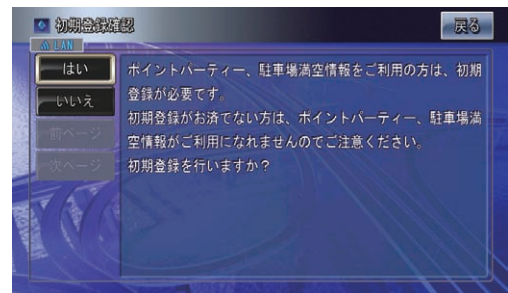 初期登録確認
戻る
LAN
はい
いいえ
前ページ
次ページ
ポイントパーティー、駐車場満空情報をご利用の方は、初期
登録が必要です。
初期登録がお済でない方は、ポイントパーティー、駐車場満
空情報がご利用になれませんのでご注意ください。
初期登録を行いますか？